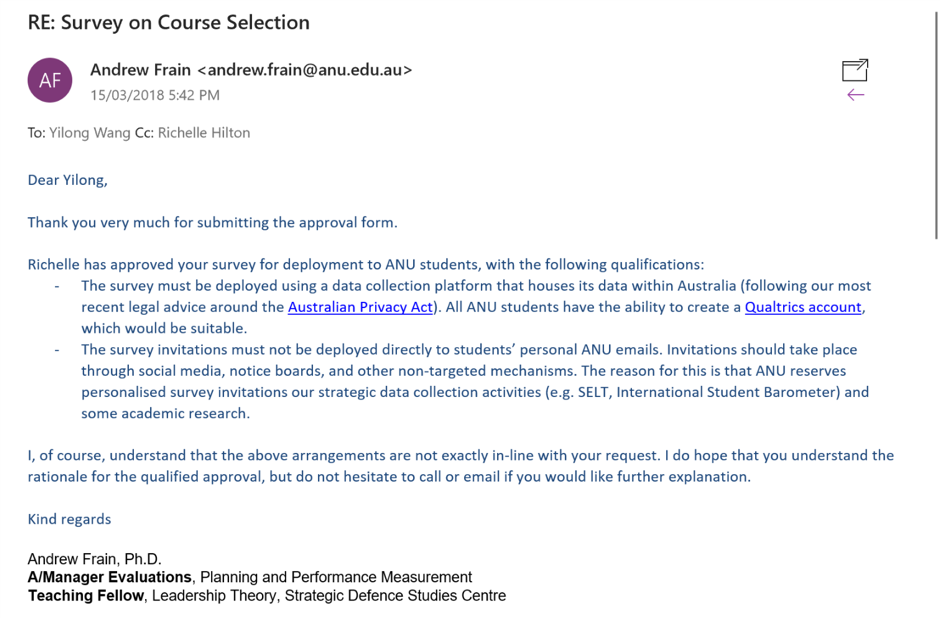 RE: Survey on Course Selection
AF
Andrew Frain <andrew.frain@anu.edu.au>
15/03/2018 5:42 PM
To: Yilong Wang Cc: Richelle Hilton
Dear Yilong,
Thank you very much for submitting the approval form.
Richelle has approved your survey for deployment to ANU students, with the following qualifications:
- The survey must be deployed using a data collection platform that houses its data within Australia (following our most
recent legal advice around the Australian Privacy Act). All ANU students have the ability to create a Qualtrics account,
which would be suitable.
- The survey invitations must not be deployed directly to students’ personal ANU emails. Invitations should take place
through social media, notice boards, and other non-targeted mechanisms. The reason for this is that ANU reserves
personalised survey invitations our strategic data collection activities (e.g. SELT, International Student Barometer) and
some academic research.
I, of course, understand that the above arrangements are not exactly in-line with your request. I do hope that you understand the
rationale for the qualified approval, but do not hesitate to call or email if you would like further explanation.
Kind regards
Andrew Frain, Ph.D.
A/Manager Evaluations, Planning and Performance Measurement
Teaching Fellow, Leadership Theory, Strategic Defence Studies Centre